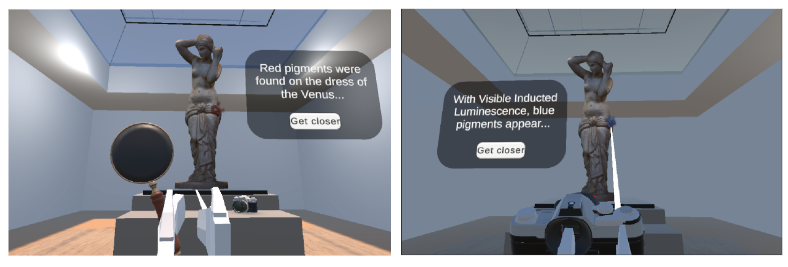 Red pigments were
found on the dress of
the Venus...
Get closer
With Visible Inducted
Luminescence, blue
pigments appear...
Get closer